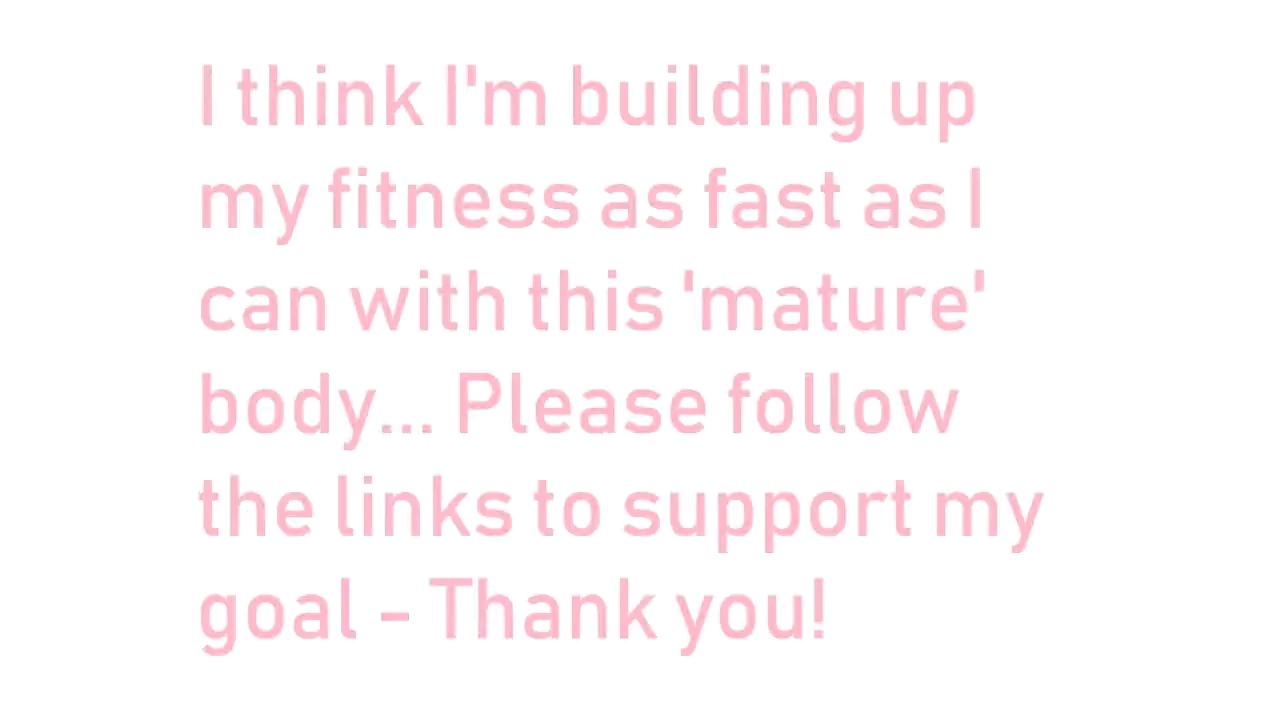 I think I'm building up
my fitness as fast as I
can with this 'mature'
body... Please follow
the links to support my
goal - Thank you!